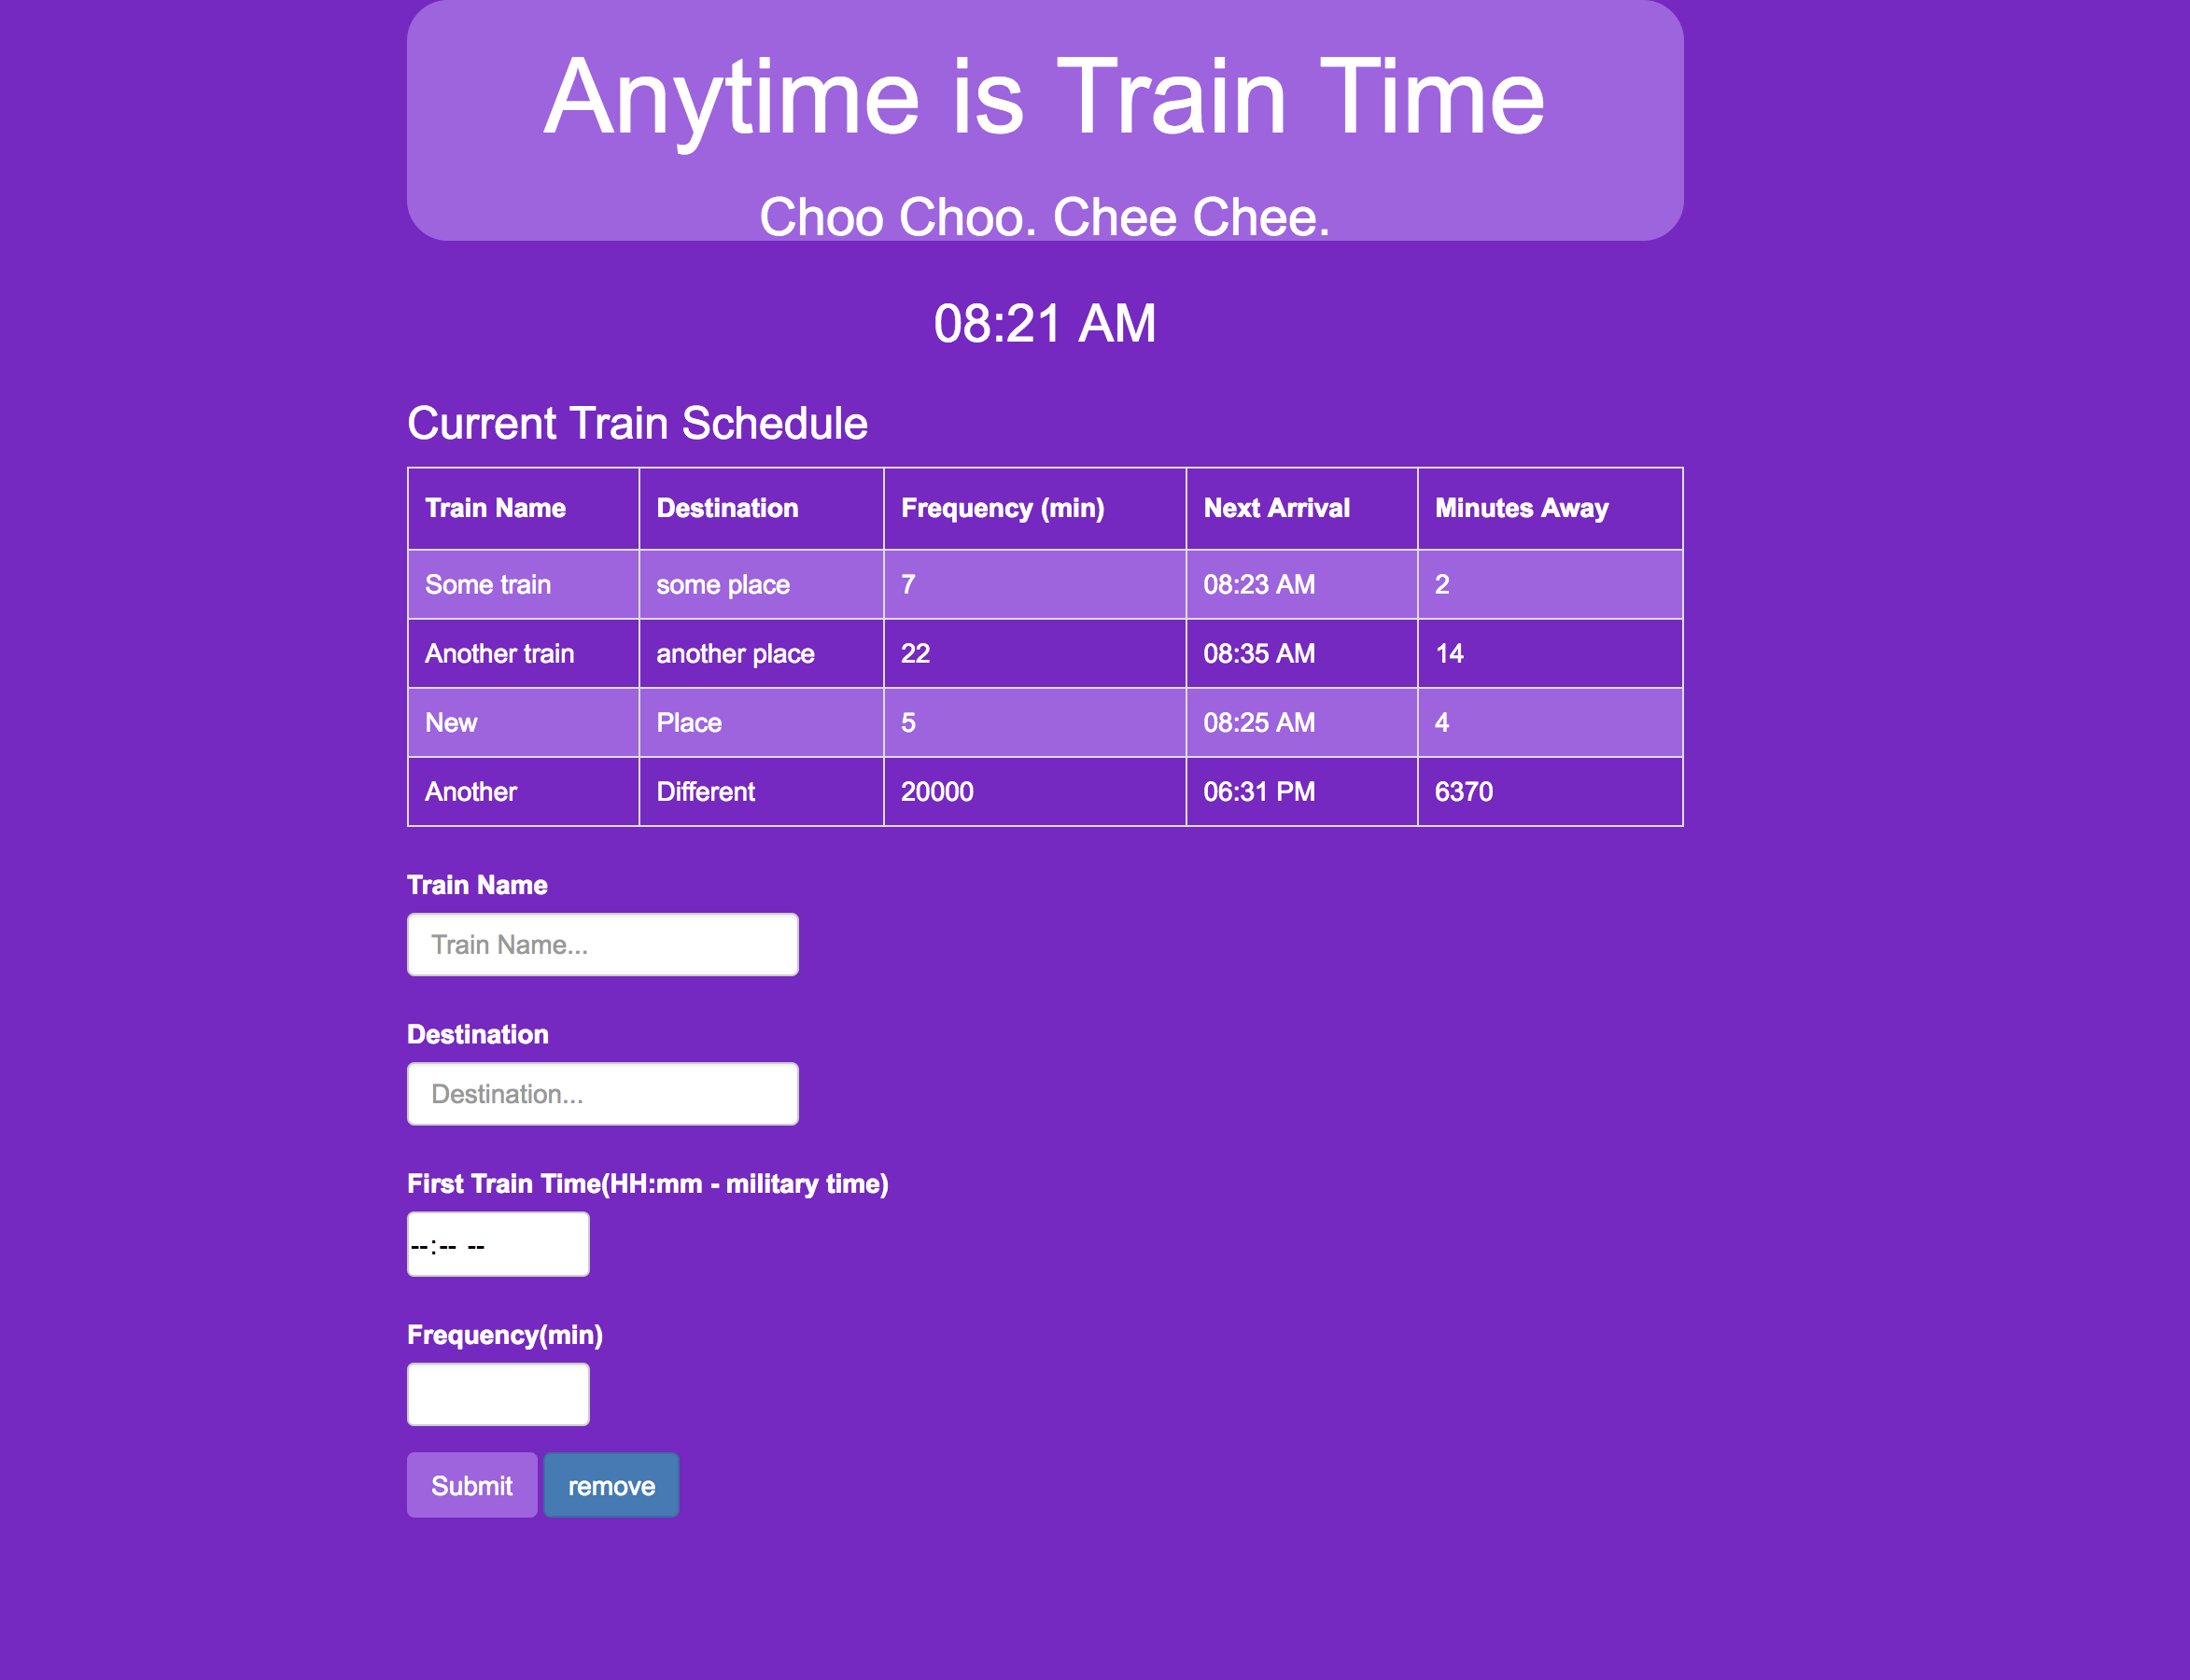 Anytime is Train Time
Choo Choo. Chee Chee.
08:21 AM
Current Train Schedule
Train Name Destination Frequency (min) Next Arrival Minutes Away
Some train some place 7 08:23 AM 2
Another train another place 22 08:35 AM 14
New Place 5 08:25 AM 4
Another Different 20000 06:31 PM 6370
Train Name
Train Name...
Destination
Destination...
First Train Time(HH:mm - military time)
--:-- --
Frequency(min)
Submit remove